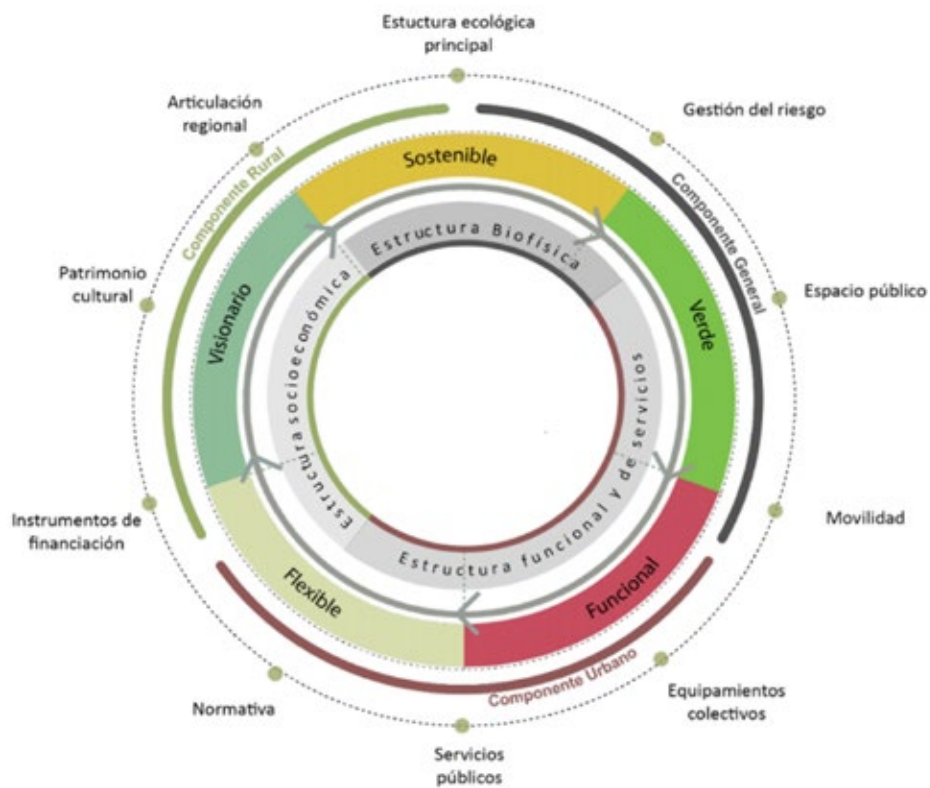 Estuctura ecológica
principal
Gestión del riesgo
Espacio público
Movilidad
Equipamientos
colectivos
Servicios
públicos
Normativa
Instrumentos de
financiación
Patrimonio
cultural
Articulación
regional
Componente Rural
Componente General
Componente Urbano
Sostenible
Verde
Funcional
Flexible
Visionario
Estructura Biofísica
Estructura funcional y de servicios
Estructura socioeconómica